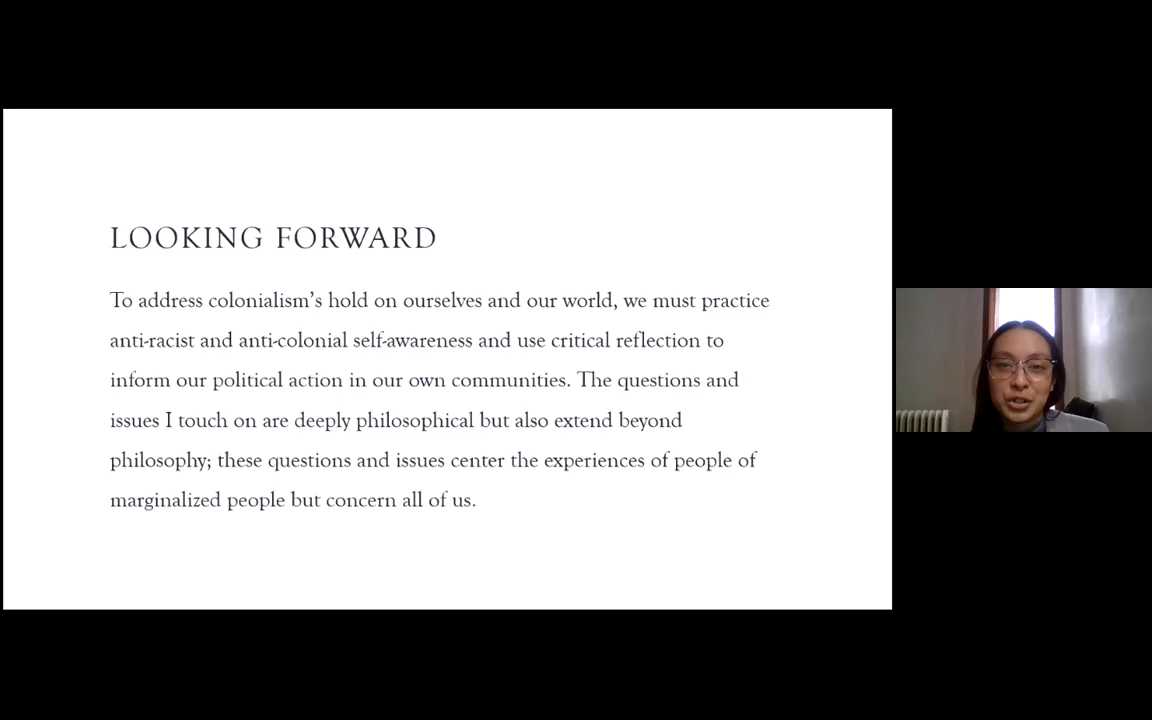 LOOKING FORWARD
To address colonialism’s hold on ourselves and our world, we must practice
anti-racist and anti-colonial self-awareness and use critical reflection to
inform our political action in our own communities. The questions and
issues I touch on are deeply philosophical but also extend beyond
philosophy; these questions and issues center the experiences of people of
marginalized people but concern all of us.